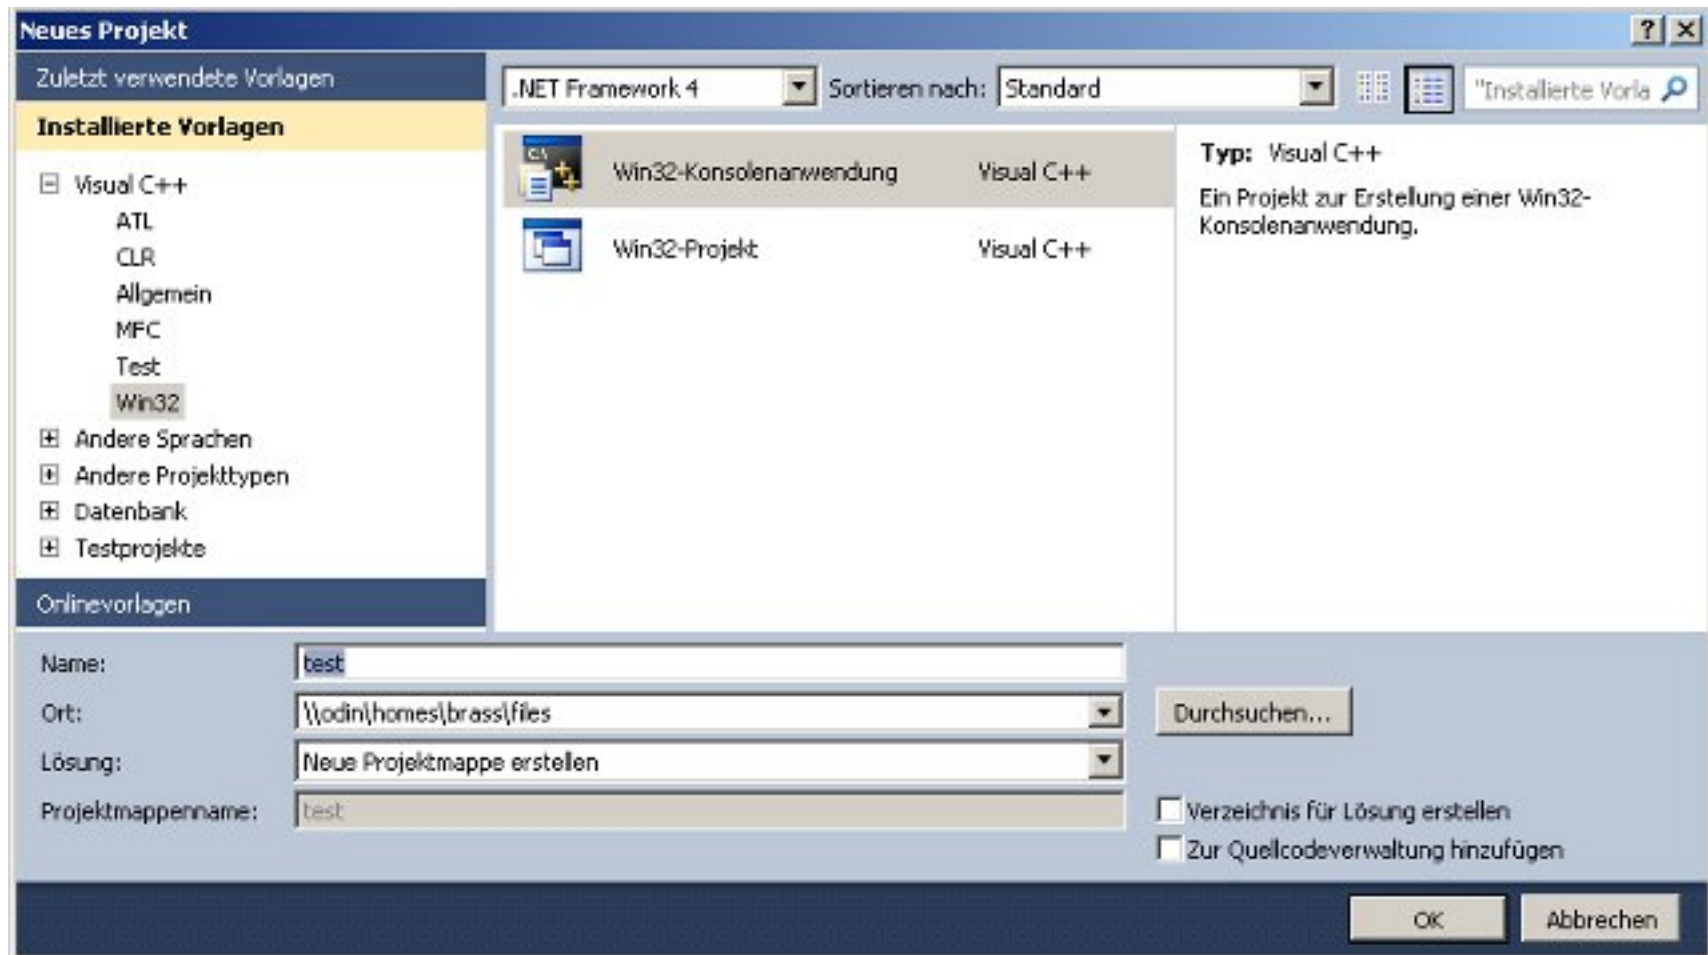 Neues Projekt
Zuletzt verwendete Vorlagen
.NET Framework 4
Sortieren nach: Standard
"Installierte Vorla
Installierte Vorlagen
Visual C++
ATL
CLR
Allgemein
MFC
Test
Win32
Andere Sprachen
Andere Projekttypen
Datenbank
Testprojekte
Onlinevorlagen
Win32-Konsolenanwendung Visual C++
Win32-Projekt Visual C++
Typ: Visual C++
Ein Projekt zur Erstellung einer Win32-
Konsolenanwendung.
Name: test
Ort: \\odin\homes\brass\files
Durchsuchen...
Lösung: Neue Projektmappe erstellen
Projektmappenname: test
Verzeichnis für Lösung erstellen
Zur Quellcodeverwaltung hinzufügen
OK Abbrechen